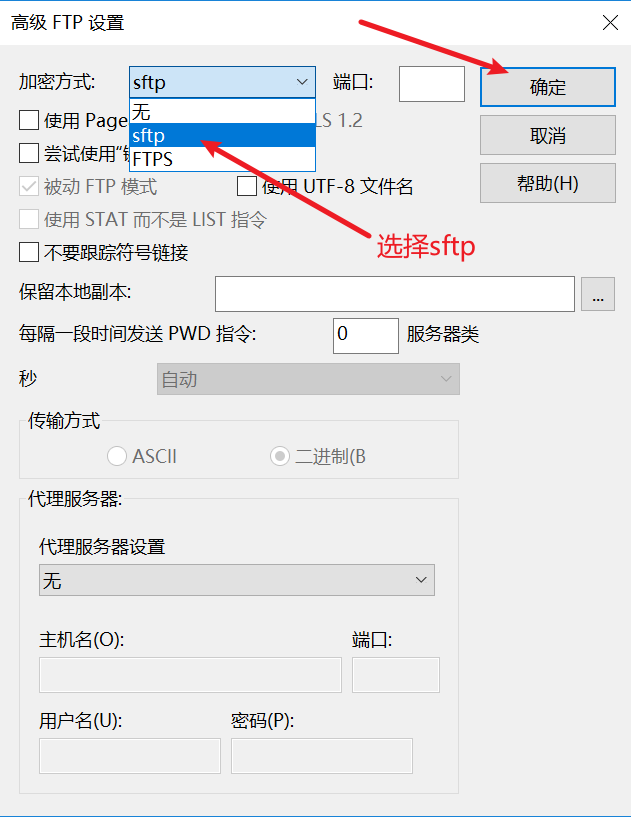 高级 FTP 设置
加密方式: sftp 端口: 确定
无
使用 Page LS 1.2
sftp 取消
尝试使用“
FTPS
被动 FTP 模式 使用 UTF-8 文件名 帮助(H)
使用 STAT 而不是 LIST 指令
选择sftp
不要跟踪符号链接
保留本地副本: ...
每隔一段时间发送 PWD 指令: 0 服务器类
秒 自动
传输方式
ASCII 二进制(B
代理服务器:
代理服务器设置
无
主机名(O): 端口:
用户名(U): 密码(P):